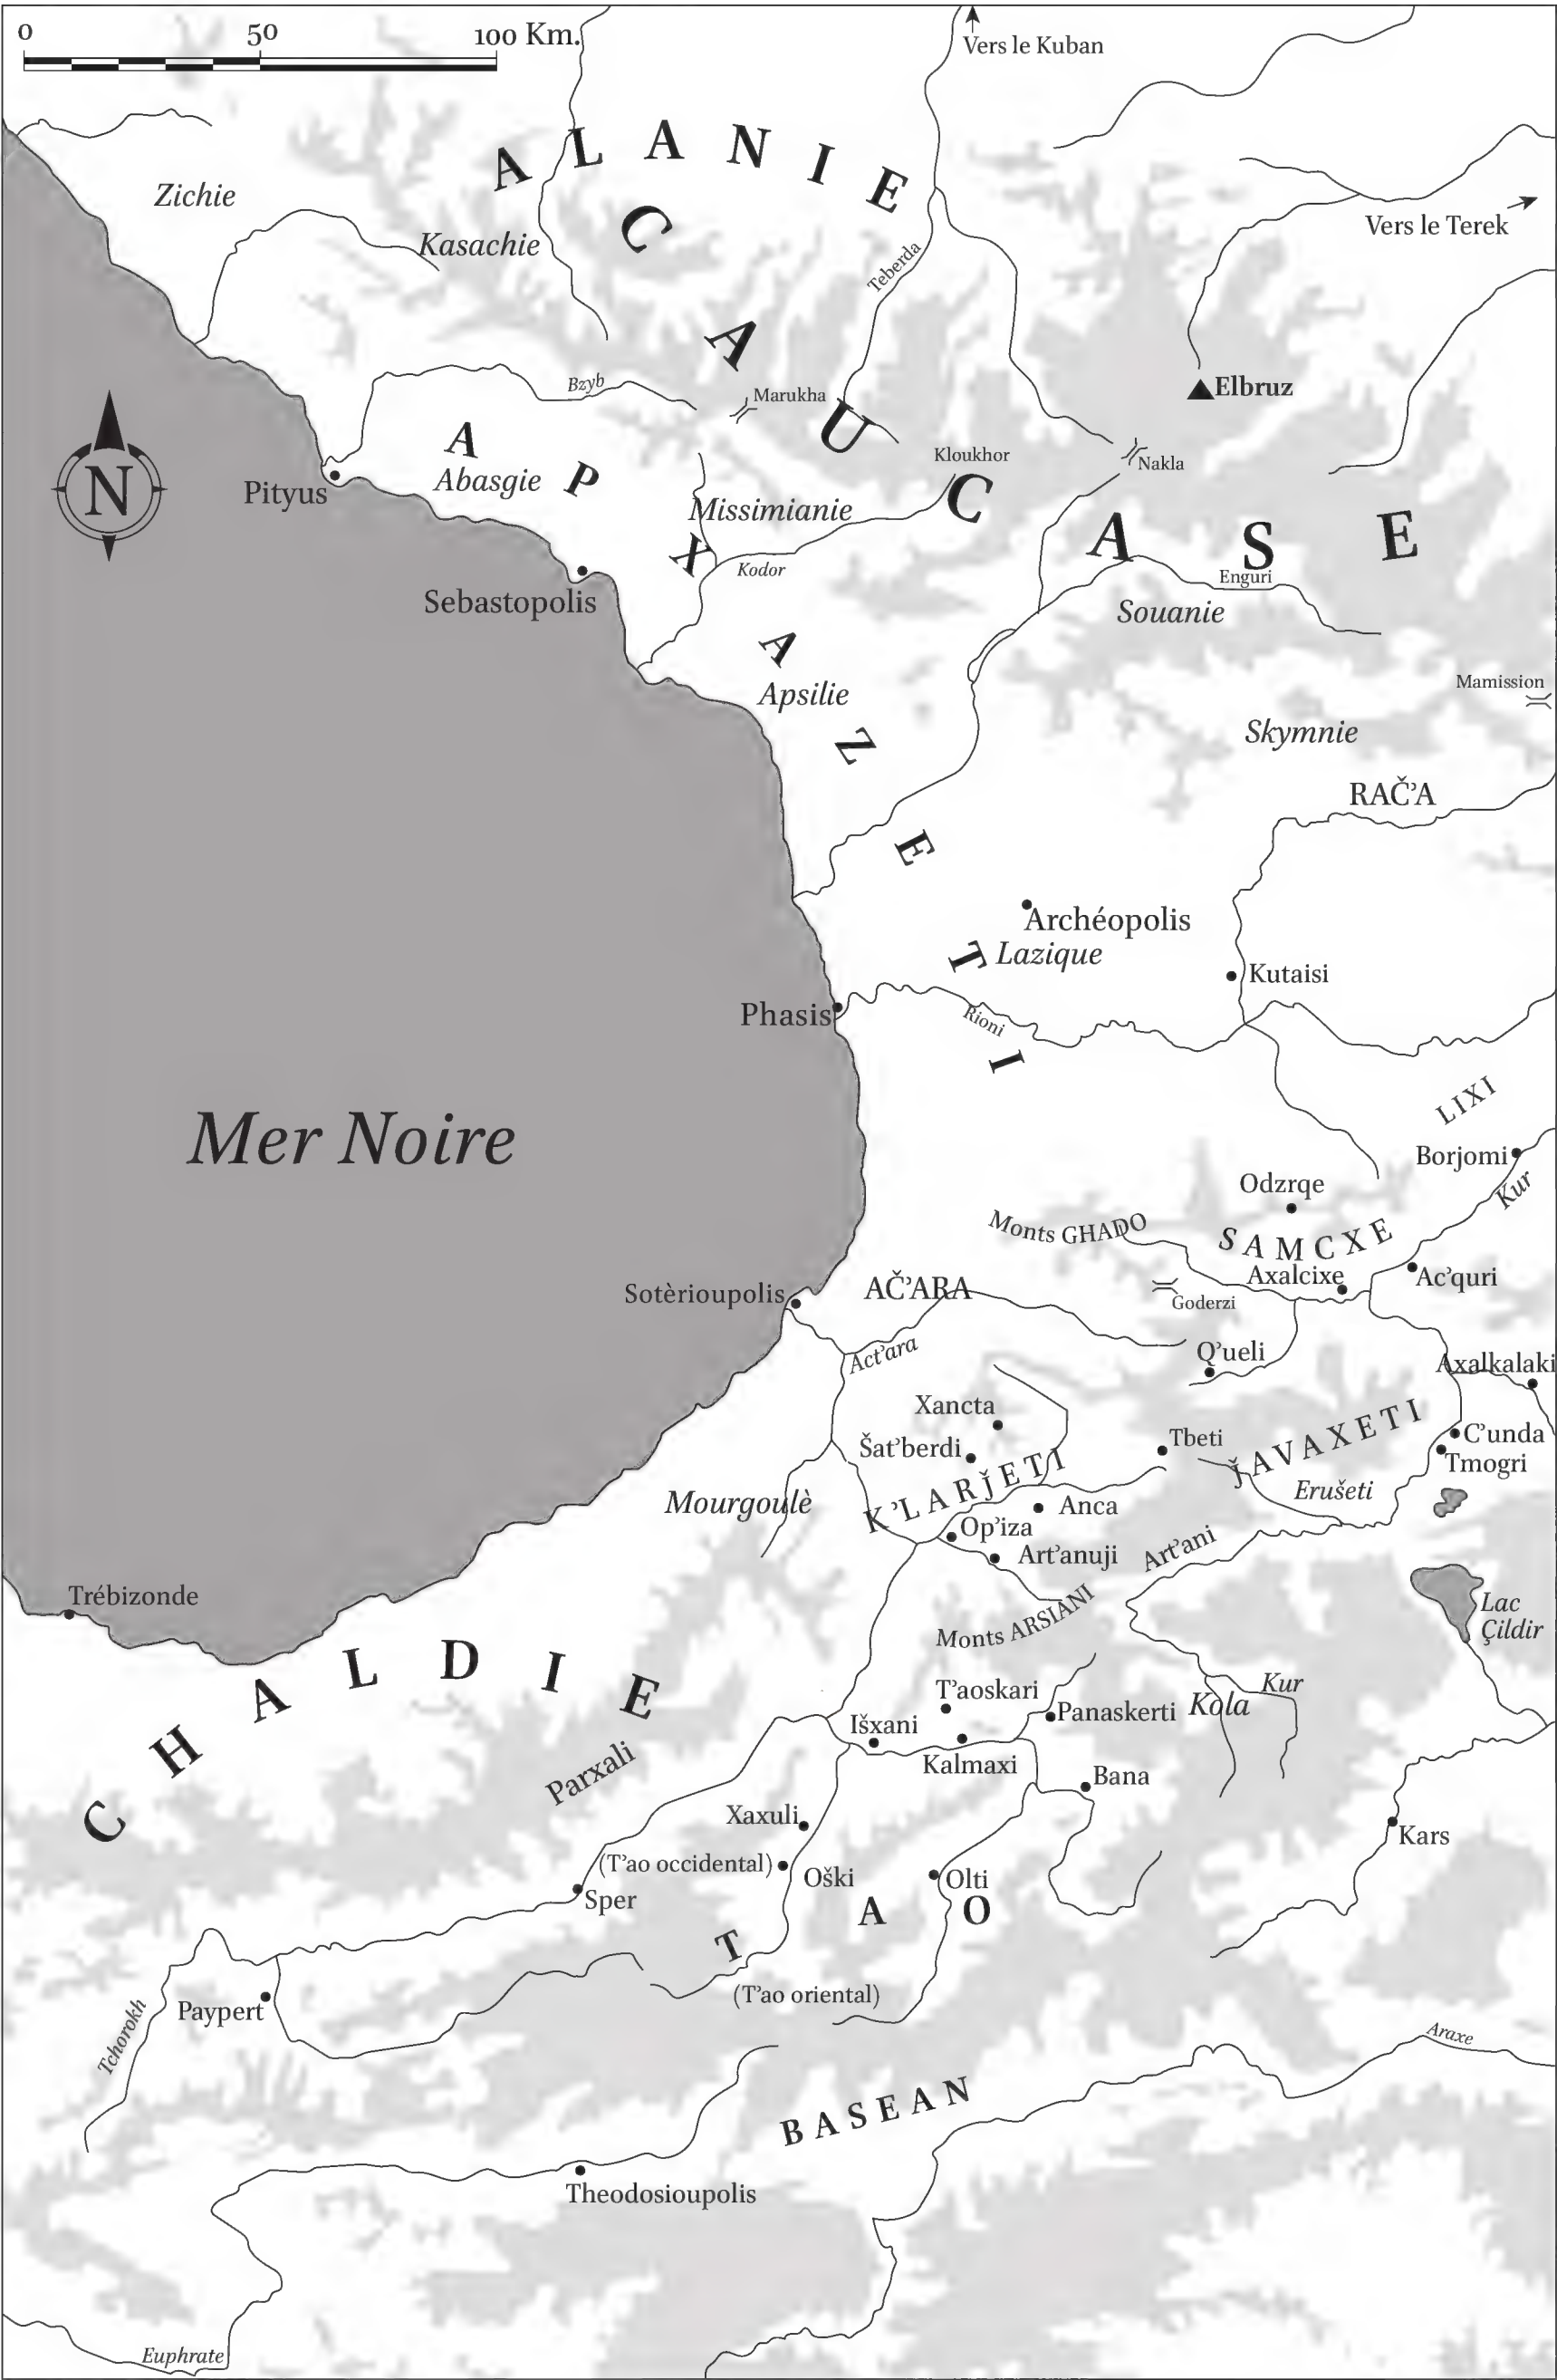 0 50 100 Km.
Vers le Kuban
ALANIE
Zichie
Kasachie
Vers le Terek
Teberda
CAUCASE
Bzyb
Marukha
Elbruz
N
APXAZETI
Abasgie
Kloukhor
Nakla
Pityus
Missimianie
Kodor
Enguri
Sebastopolis
Souanie
Apsilie
Mamission
Skymnie
RAČ’A
Archéopolis
Lazique
Kutaisi
Phasis
Rioni
Mer Noire
LIXI
Borjomi
Kur
Odzrqe
Monts GHADO
SAMCXE
Axalcixe
Ac’quri
Sotèrioupolis
AČ’ARA
Goderzi
Act’ara
Q’ueli
Axalkalaki
Xancta
Šat’berdi
Tbeti
J̌AVAXETI
C’unda
Tmogri
K’LARJ̌ETI
Erušeti
Mourgoulè
Anca
Op’iza
Art’anuji
Art’ani
Trébizonde
Monts ARSIANI
Lac
Çildir
CHALDIE
T’aoskari
Kur
Kola
Panaskerti
Išxani
Kalmaxi
Parxali
Bana
Xaxuli
Kars
(T’ao occidental)
Oški
Olti
Sper
TAO
(T’ao oriental)
Paypert
Tchorokh
Araxe
BASEAN
Theodosioupolis
Euphrate